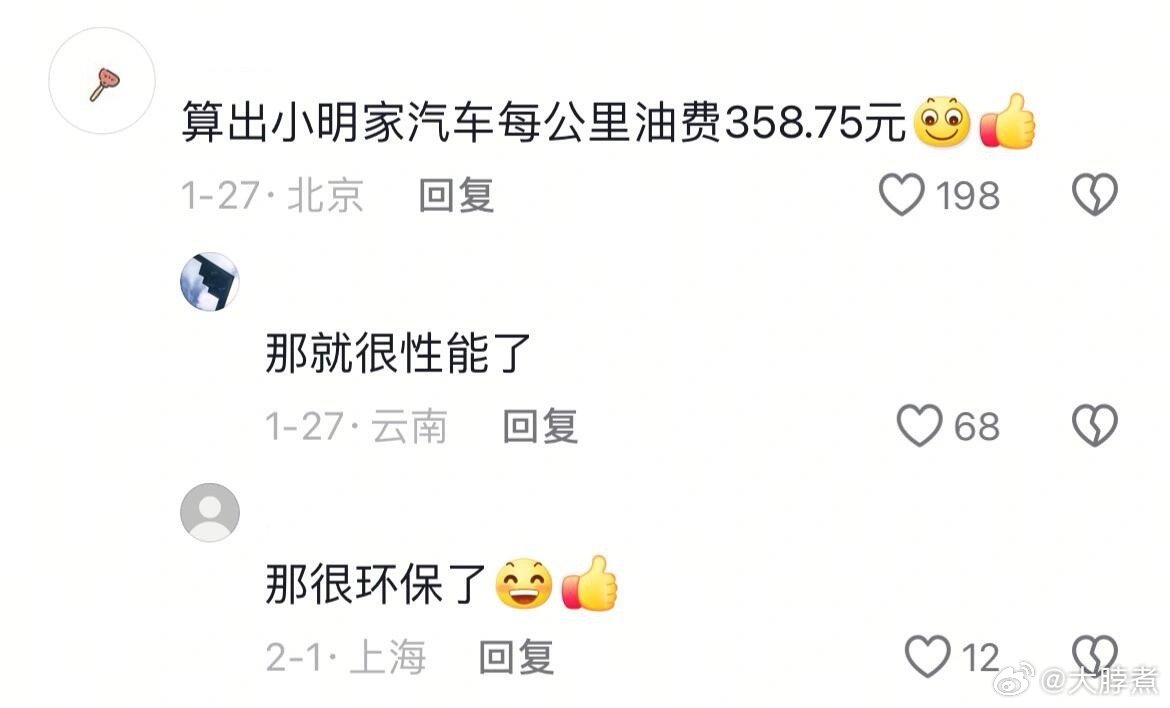 算出小明家汽车每公里油费358.75元
1-27·北京 回复 198
那就很性能了
1-27·云南 回复 68
那很环保了
2-1·上海 回复 12
@大脖煮